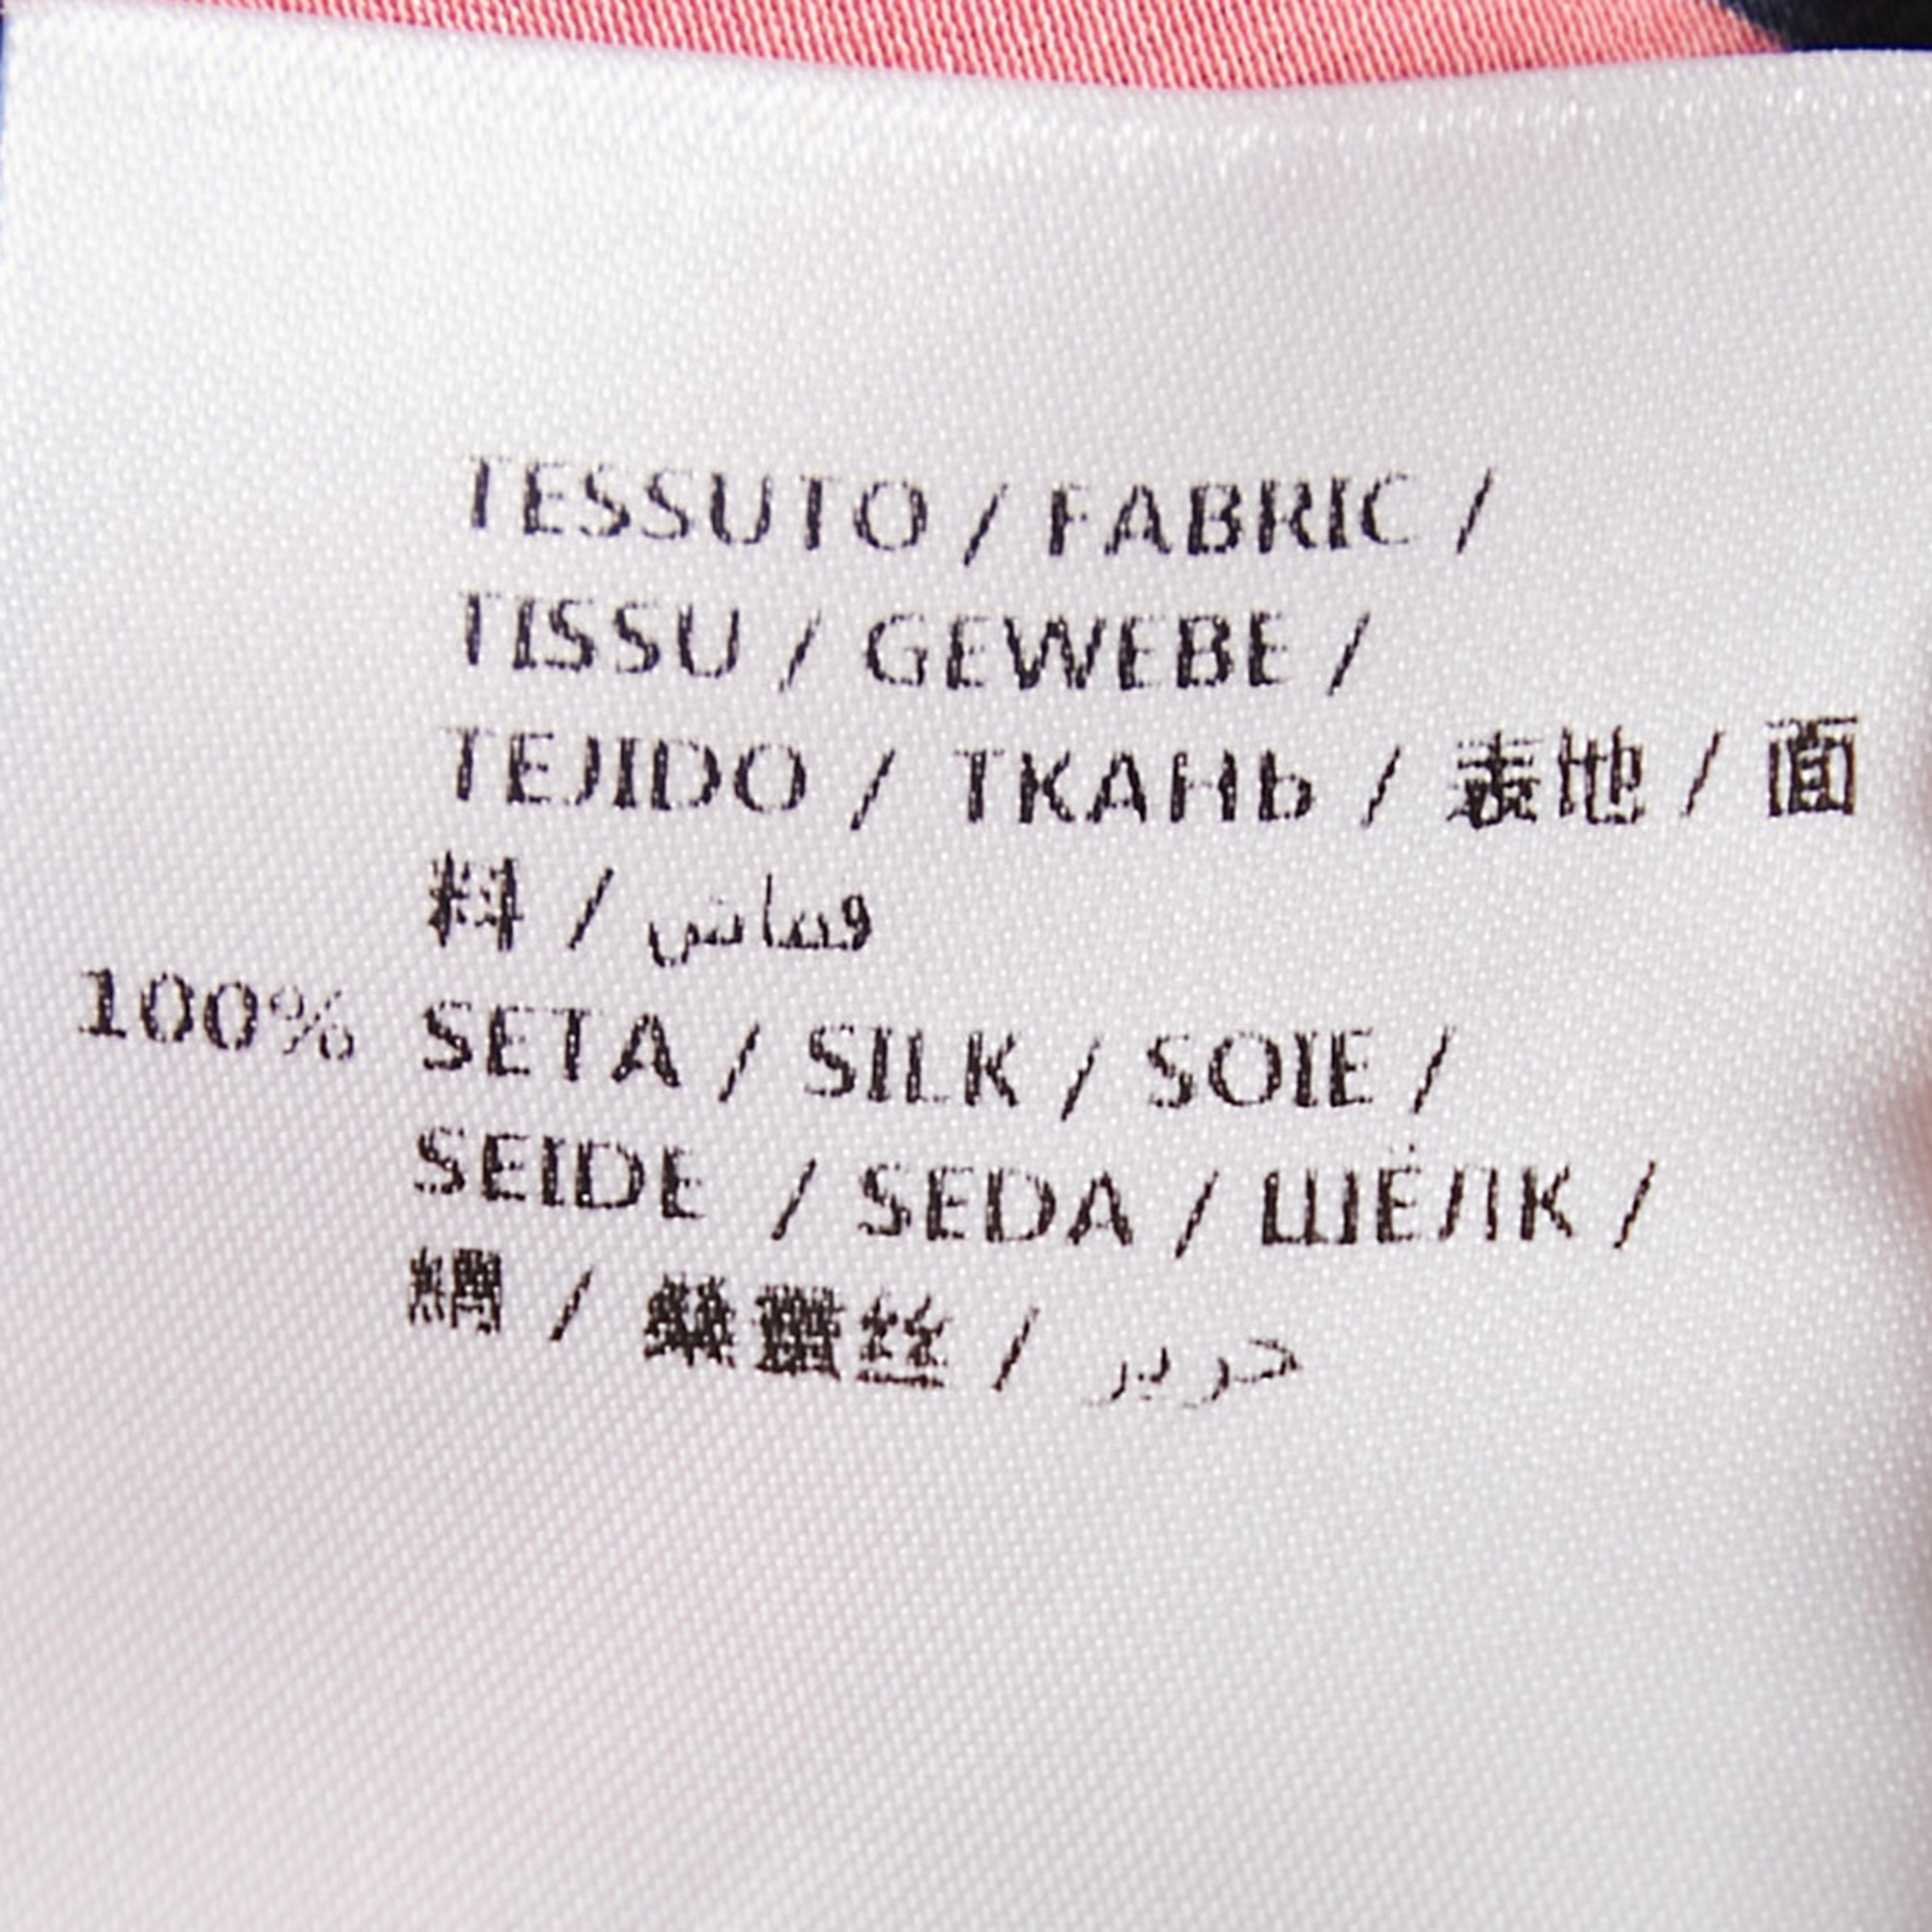 TESSUTO / FABRIC /
TISSU / GEWEBE /
TEJIDO / ТКАНЬ / 表地 / 面
料 / قماش
100% SETA / SILK / SOIE /
SEIDE / SEDA / ШЁЛК /
絹 / 桑蠶丝 / حرير